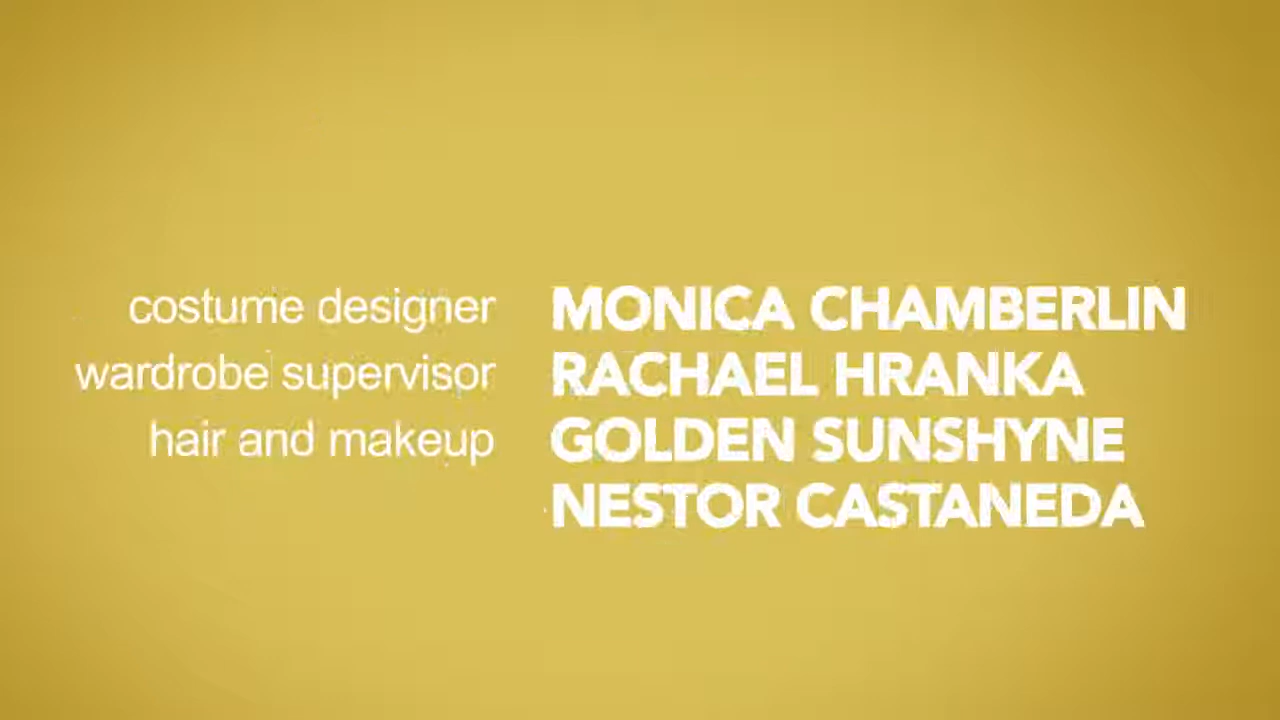 costume designer MONICA CHAMBERLIN
wardrobe supervisor RACHAEL HRANKA
hair and makeup GOLDEN SUNSHYNE
NESTOR CASTANEDA